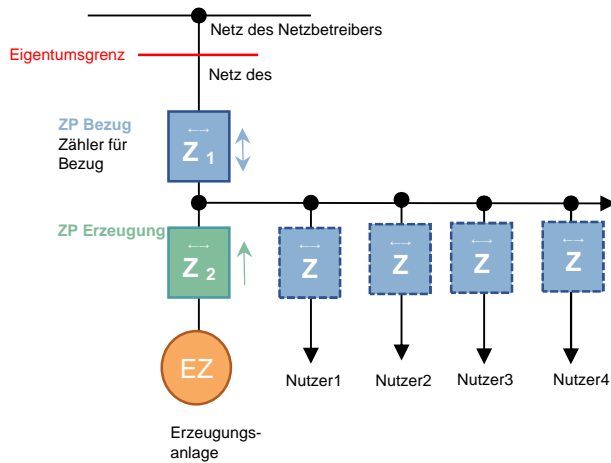 Netz des Netzbetreibers
Eigentumsgrenz
Netz des
ZP Bezug
Zähler für
Bezug
Z 1
ZP Erzeugung
Z 2
Z
Z
Z
Z
EZ
Nutzer1
Nutzer2
Nutzer3
Nutzer4
Erzeugungs-
anlage